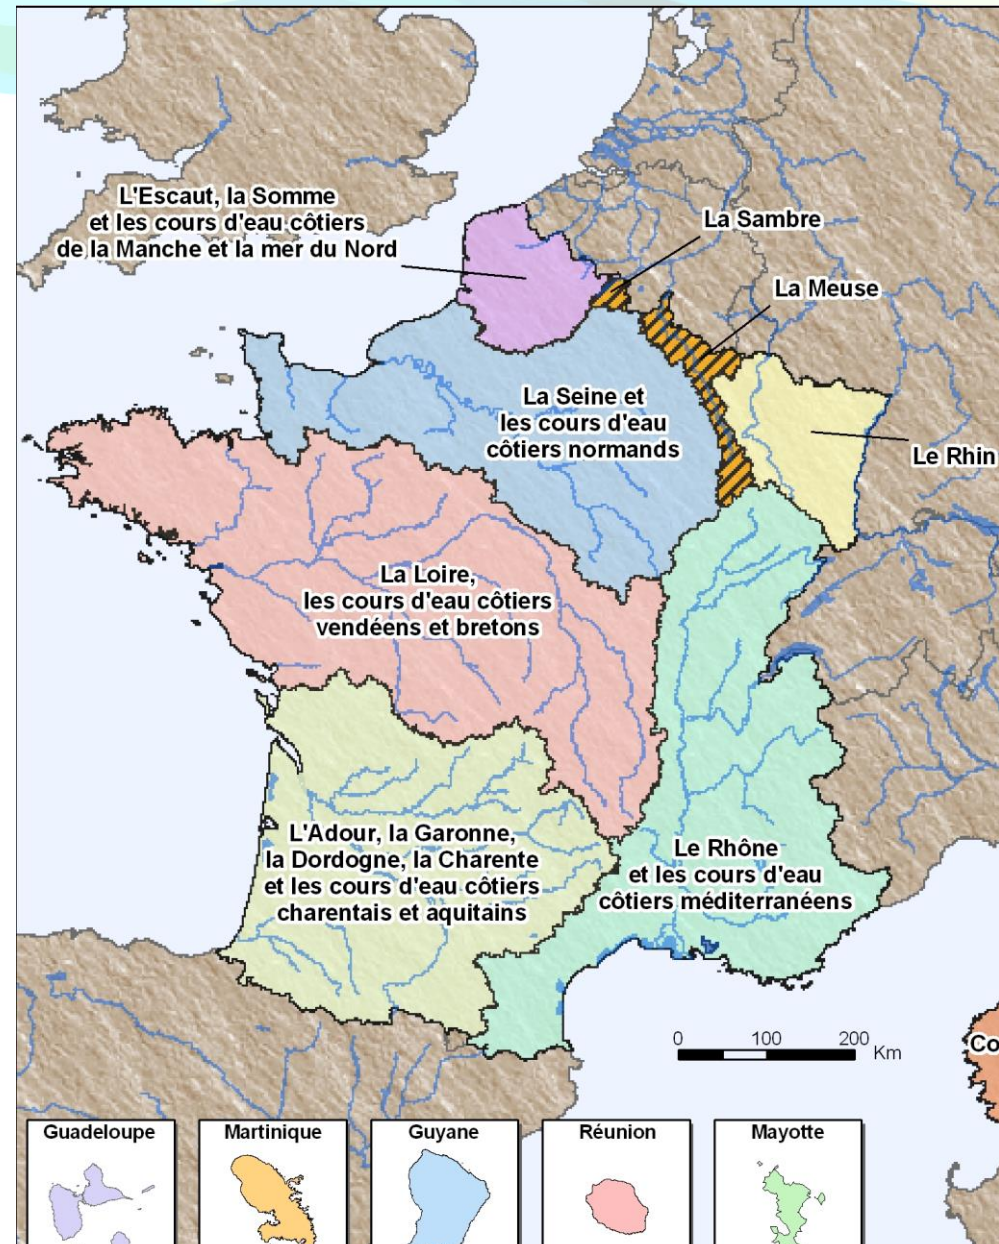 L'Escaut, la Somme
et les cours d'eau côtiers
de la Manche et la mer du Nord
La Sambre
La Meuse
La Seine et
les cours d'eau
côtiers normands
Le Rhin
La Loire,
les cours d'eau côtiers
vendéens et bretons
L'Adour, la Garonne,
la Dordogne, la Charente
et les cours d'eau côtiers
charentais et aquitains
Le Rhône
et les cours d'eau
côtiers méditerranéens
0 100 200 Km
Co
Guadeloupe
Martinique
Guyane
Réunion
Mayotte